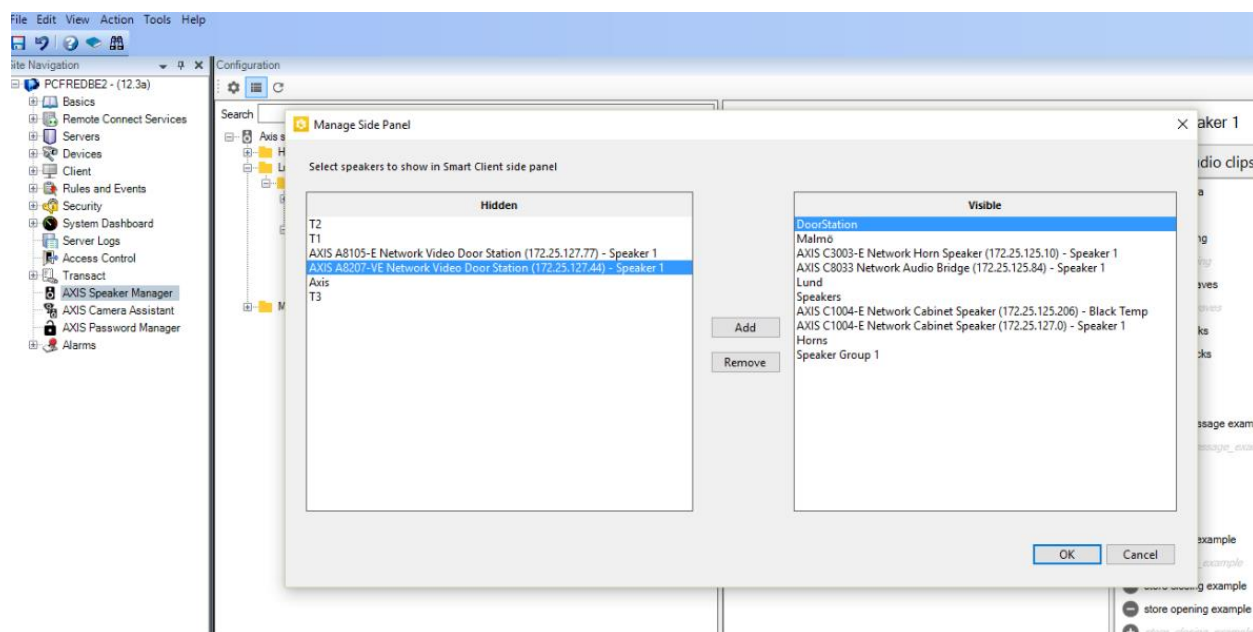 File Edit View Action Tools Help
Site Navigation
PCFREDBE2 - (12.3a)
Basics
Remote Connect Services
Servers
Devices
Client
Rules and Events
Security
System Dashboard
Server Logs
Access Control
Transact
AXIS Speaker Manager
AXIS Camera Assistant
AXIS Password Manager
Alarms
Configuration
Search
Axis s
H
L
M
Manage Side Panel
Select speakers to show in Smart Client side panel
Hidden
T2
T1
AXIS A8105-E Network Video Door Station (172.25.127.77) - Speaker 1
AXIS A8207-VE Network Video Door Station (172.25.127.44) - Speaker 1
Axis
T3
Add
Remove
Visible
DoorStation
Malmö
AXIS C3003-E Network Horn Speaker (172.25.125.10) - Speaker 1
AXIS C8033 Network Audio Bridge (172.25.125.84) - Speaker 1
Lund
Speakers
AXIS C1004-E Network Cabinet Speaker (172.25.125.206) - Black Temp
AXIS C1004-E Network Cabinet Speaker (172.25.127.0) - Speaker 1
Horns
Speaker Group 1
OK
Cancel
aker 1
dio clips
a
ng
aves
ks
cks
ssage exam
example
_example
store closing example
store opening example
store_closing_example